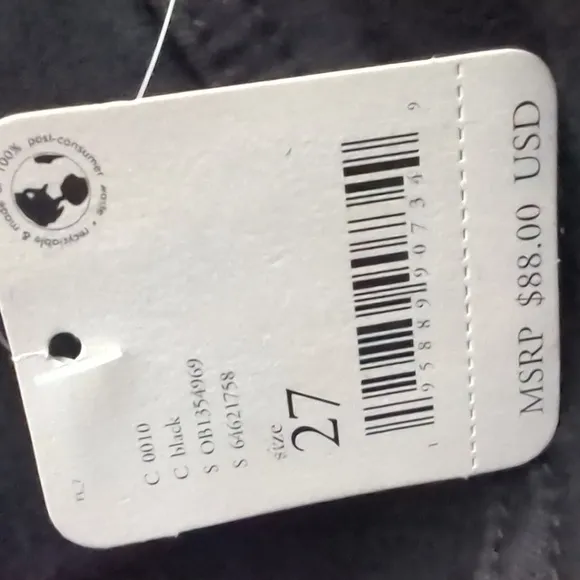 100% post-consumer waste • recyclable & made
C 0010
C black
S OB1354969
S 64621758
size
27
1 95889 90734 9
MSRP $88.00 USD